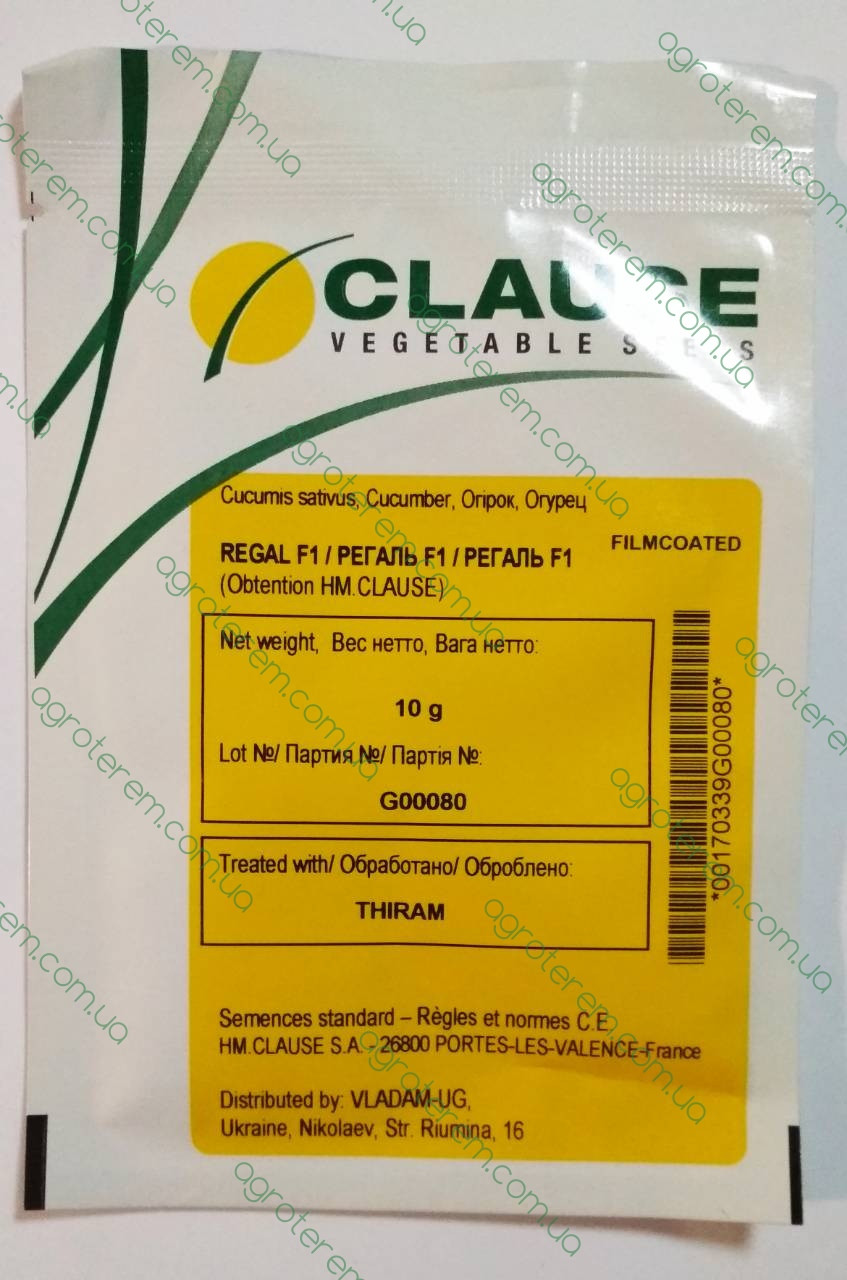 CLAUSE
VEGETABLE SEEDS
Cucumis sativus, Cucumber, Огірок, Огурец
REGAL F1 / РЕГАЛЬ F1 / РЕГАЛЬ F1
FILMCOATED
(Obtention HM.CLAUSE)
Net weight, Вес нетто, Вага нетто:
10 g
Lot №/ Партия №/ Партія №:
G00080
*00170339G00080*
Treated with/ Обработано/ Оброблено:
THIRAM
Semences standard – Règles et normes C.E
HM.CLAUSE S.A. - 26800 PORTES-LES-VALENCE-France
Distributed by: VLADAM-UG,
Ukraine, Nikolaev, Str. Riumina, 16
agroterem.com.ua